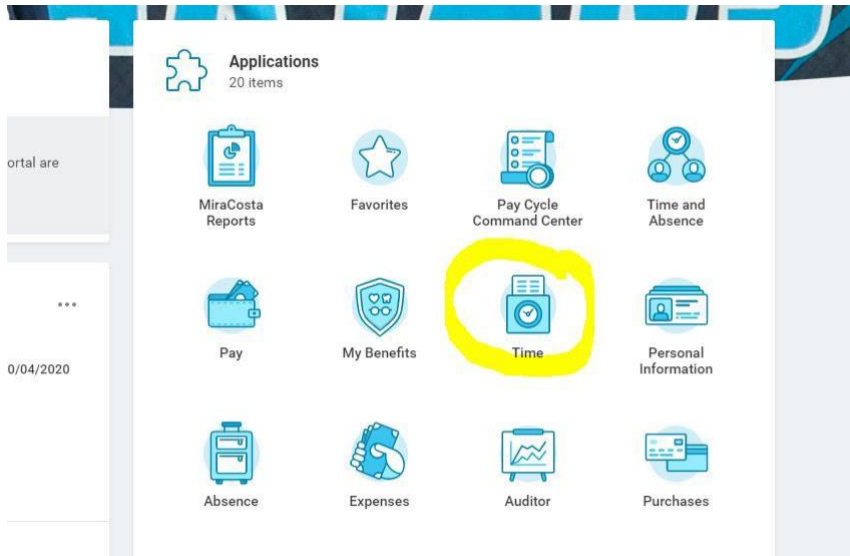 Applications
20 items
ortal are
MiraCosta
Reports
Favorites
Pay Cycle
Command Center
Time and
Absence
...
0/04/2020
Pay
My Benefits
Time
Personal
Information
Absence
Expenses
Auditor
Purchases